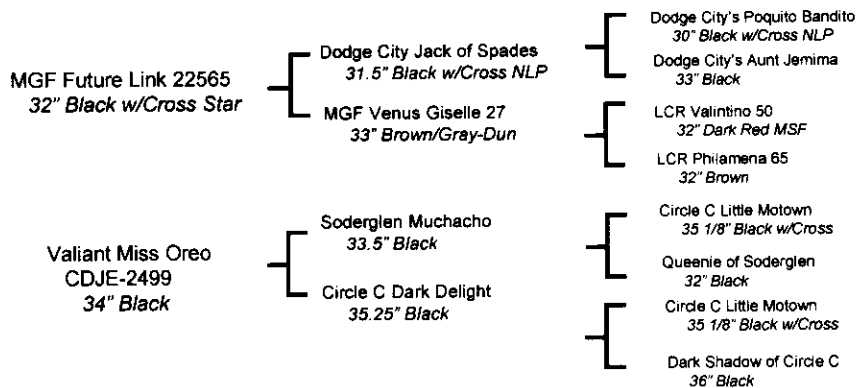 MGF Future Link 22565
32" Black w/Cross Star
Dodge City Jack of Spades
31.5" Black w/Cross NLP
MGF Venus Giselle 27
33" Brown/Gray-Dun
Dodge City's Poquito Bandito
30" Black w/Cross NLP
Dodge City's Aunt Jemima
33" Black
LCR Valintino 50
32" Dark Red MSF
LCR Philamena 65
32" Brown
Valiant Miss Oreo
CDJE-2499
34" Black
Soderglen Muchacho
33.5" Black
Circle C Dark Delight
35.25" Black
Circle C Little Motown
35 1/8" Black w/Cross
Queenie of Soderglen
32" Black
Circle C Little Motown
35 1/8" Black w/Cross
Dark Shadow of Circle C
36" Black